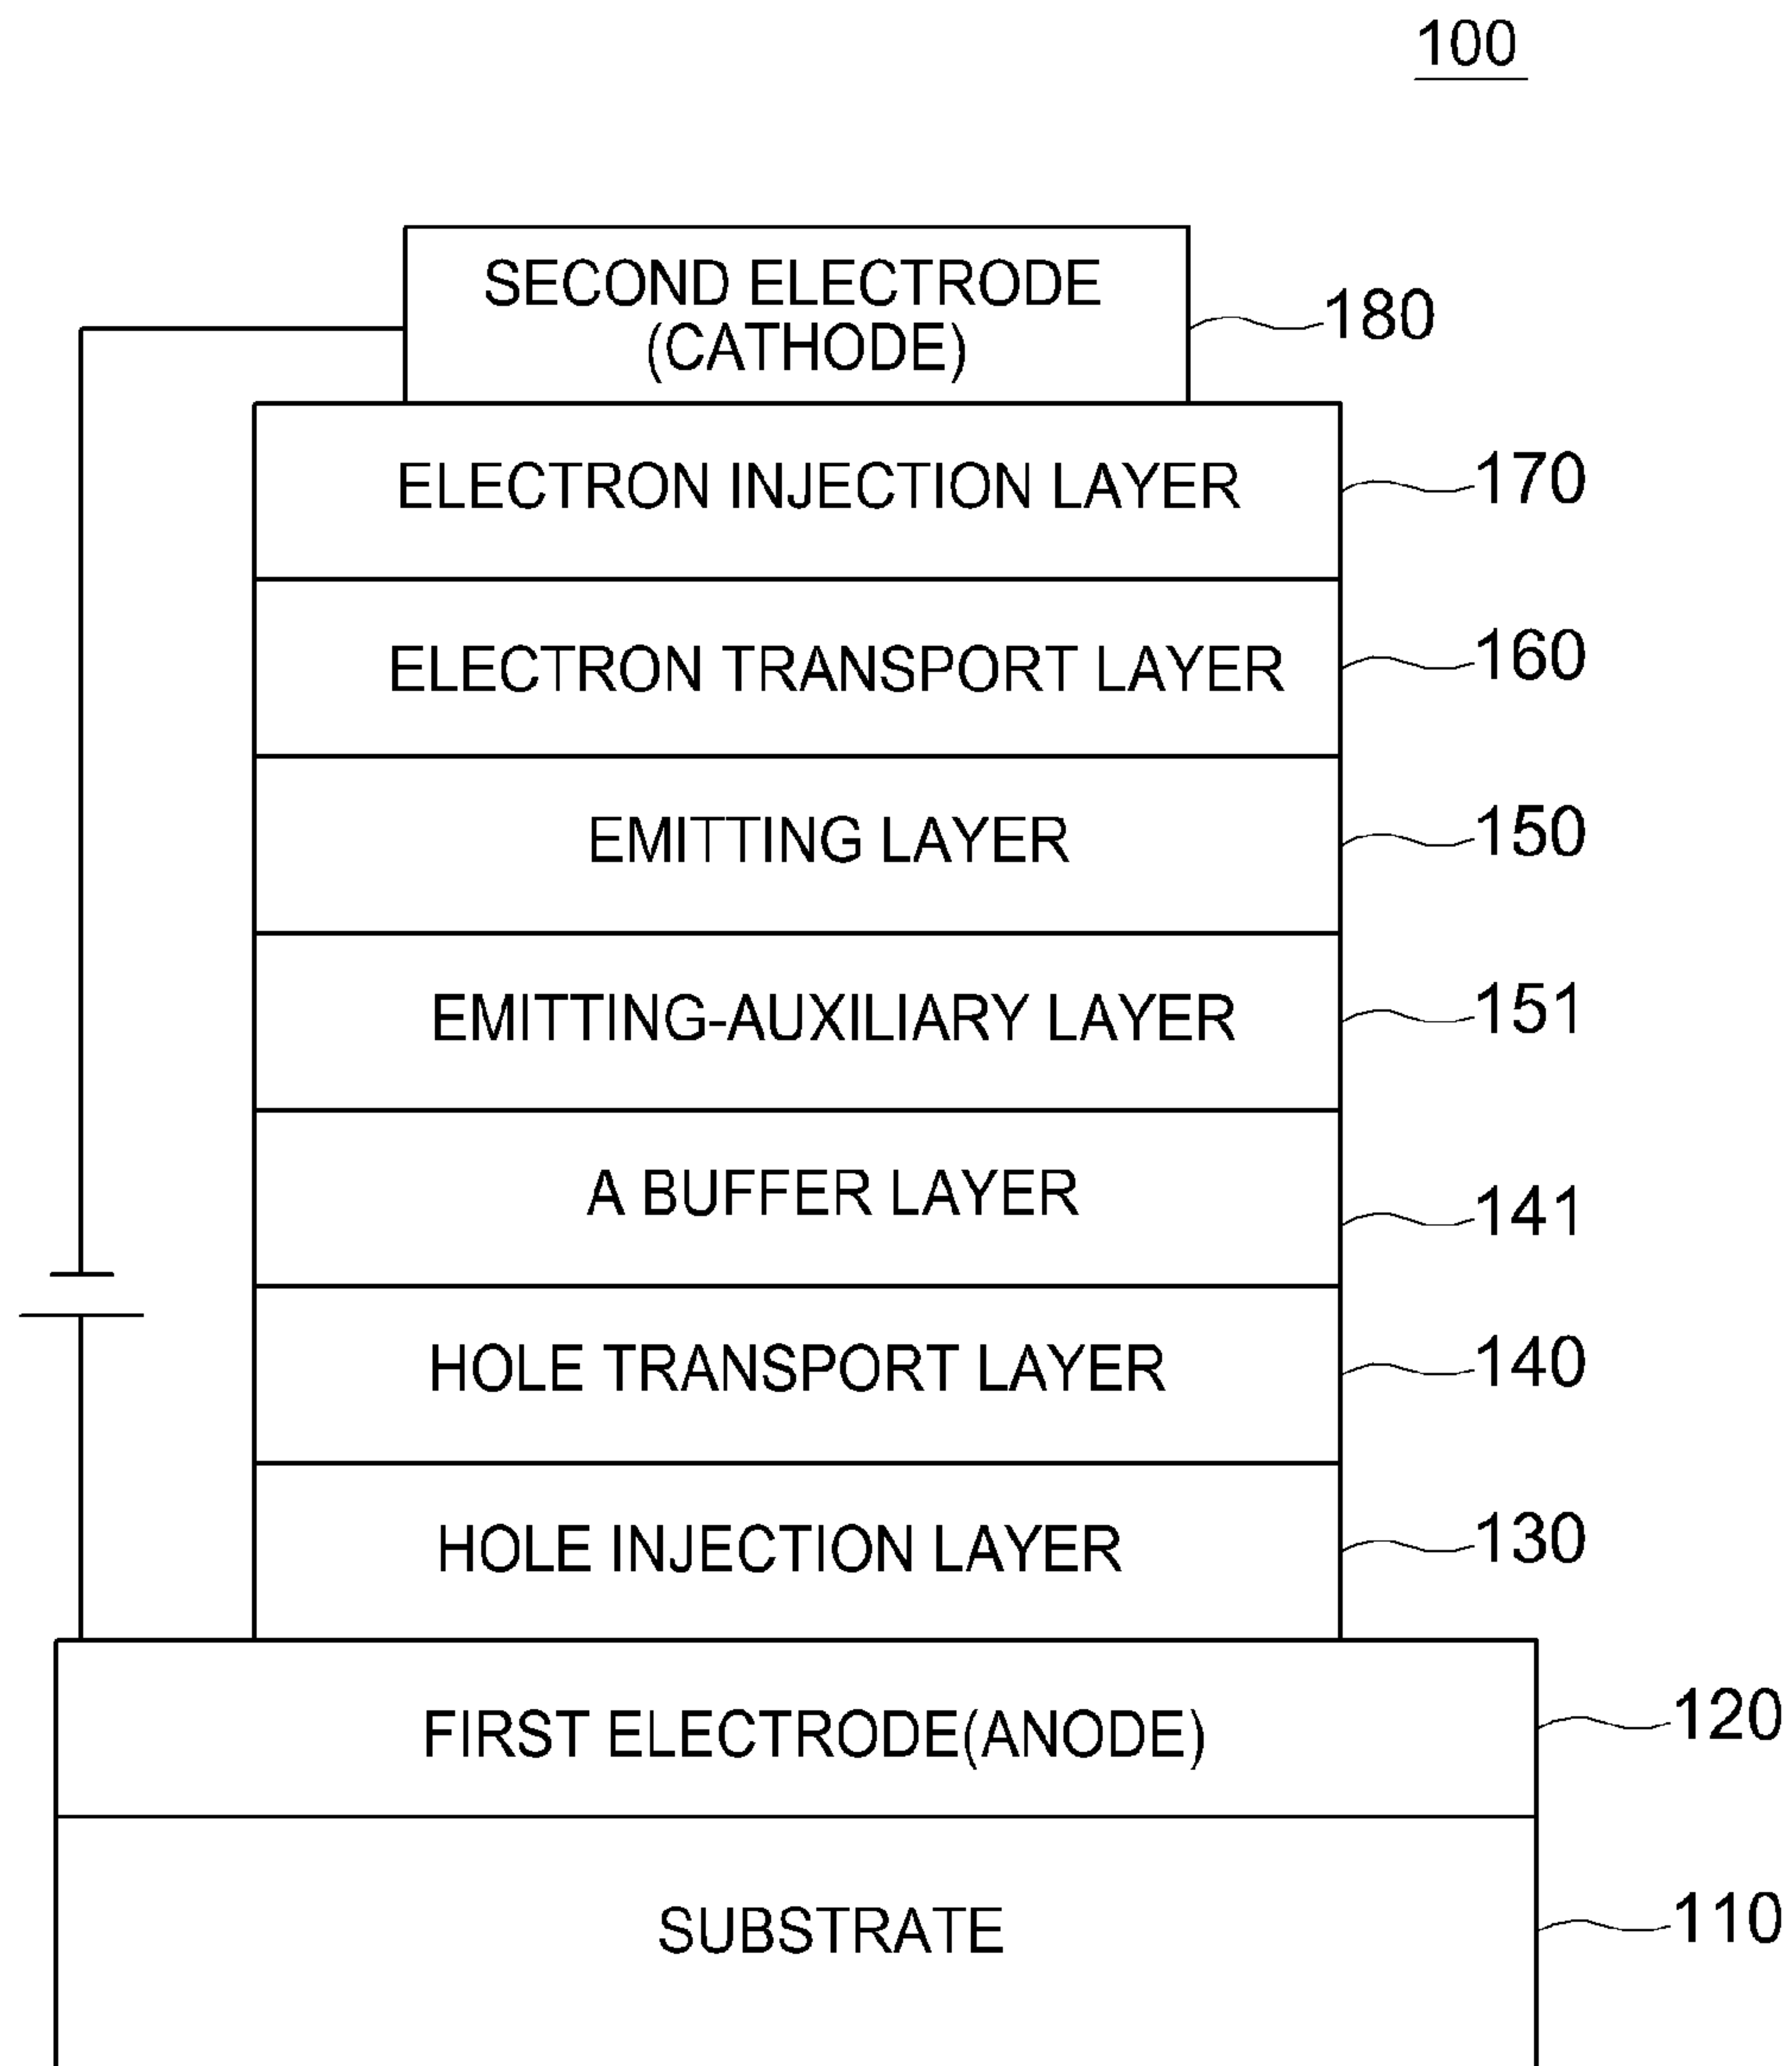 100
SECOND ELECTRODE
(CATHODE)
180
ELECTRON INJECTION LAYER
170
ELECTRON TRANSPORT LAYER
160
EMITTING LAYER
150
EMITTING-AUXILIARY LAYER
151
A BUFFER LAYER
141
HOLE TRANSPORT LAYER
140
HOLE INJECTION LAYER
130
FIRST ELECTRODE(ANODE)
120
SUBSTRATE
110